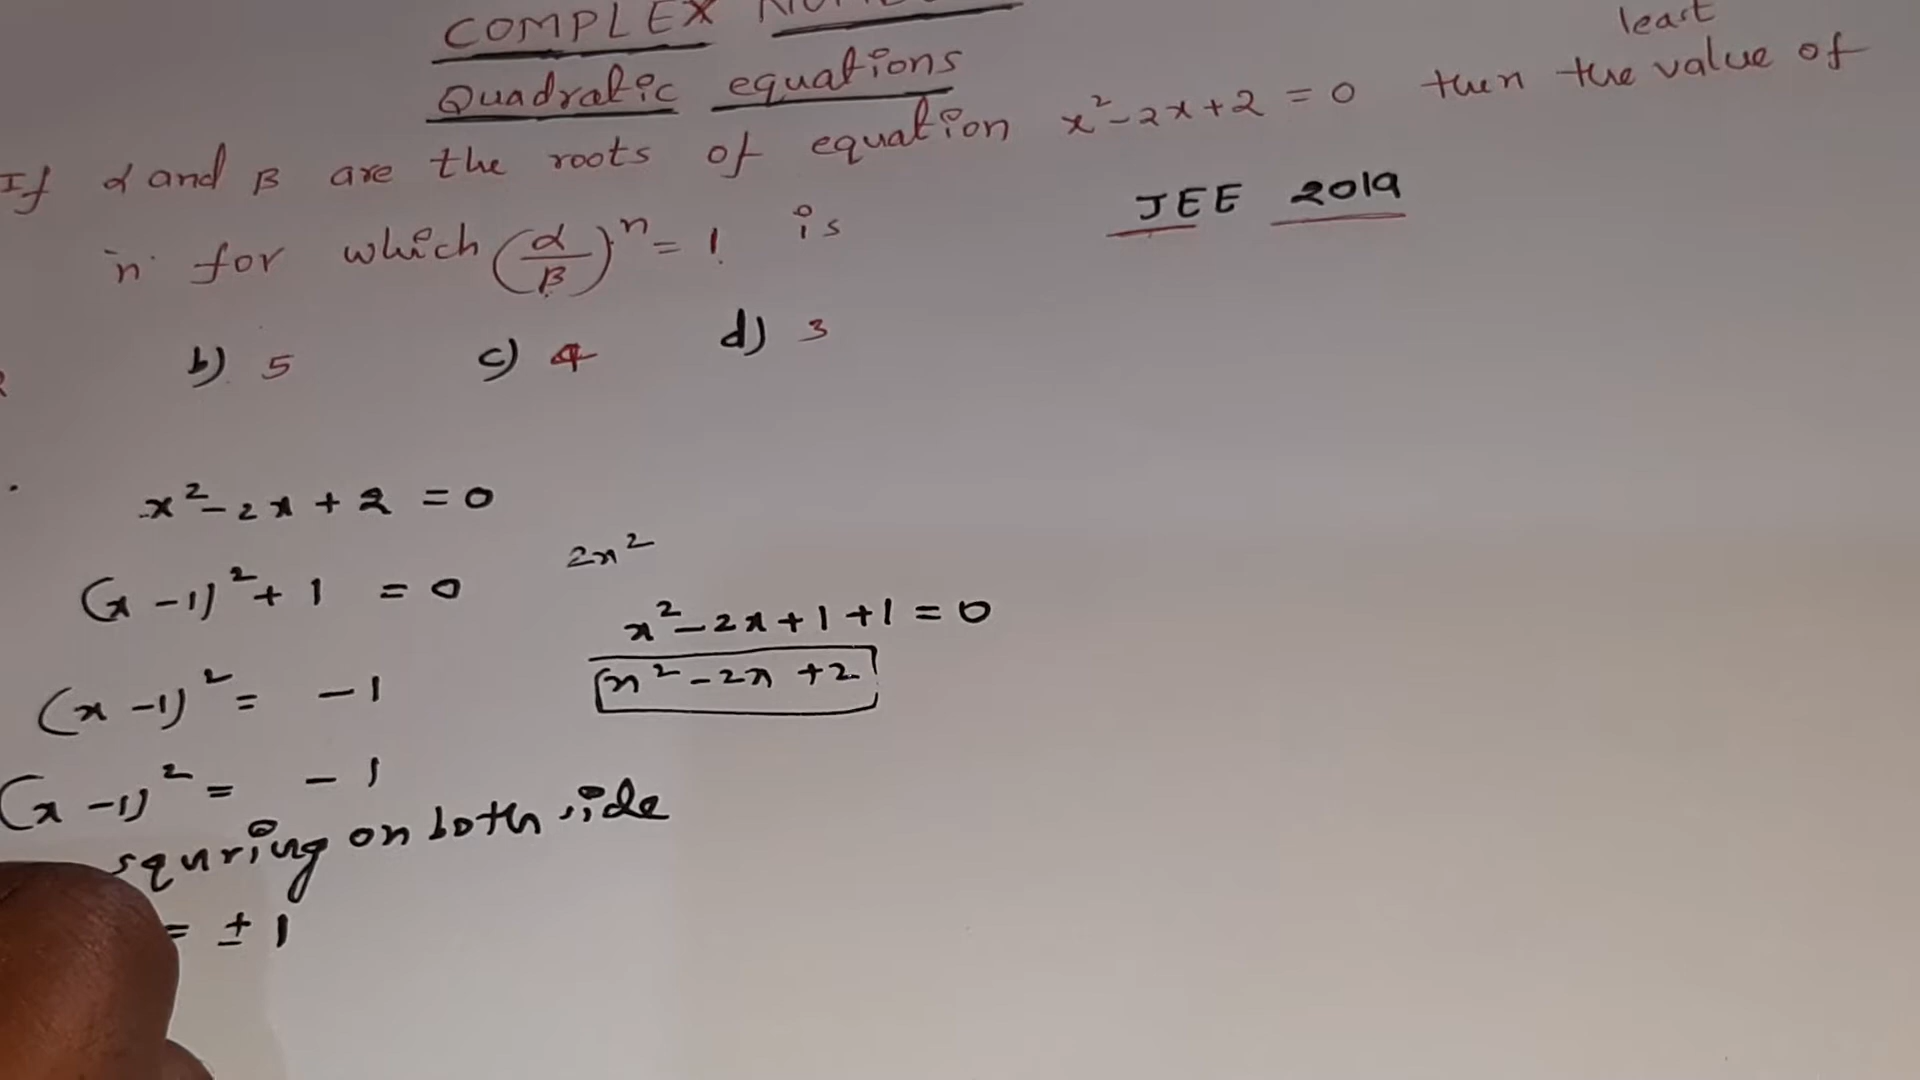 COMPLEX
Quadratic equations
least
If α and β are the roots of equation x²-2x+2 = 0 then the value of
n for which (α/β)ⁿ = 1 is
JEE 2019
b) 5 c) 4 d) 3
x²-2x+2 = 0
(x-1)²+1 = 0
2x²
x²-2x+1+1 = 0
x²-2x+2
(x-1)² = -1
(x-1)² = -1
squring on both side
= ±1